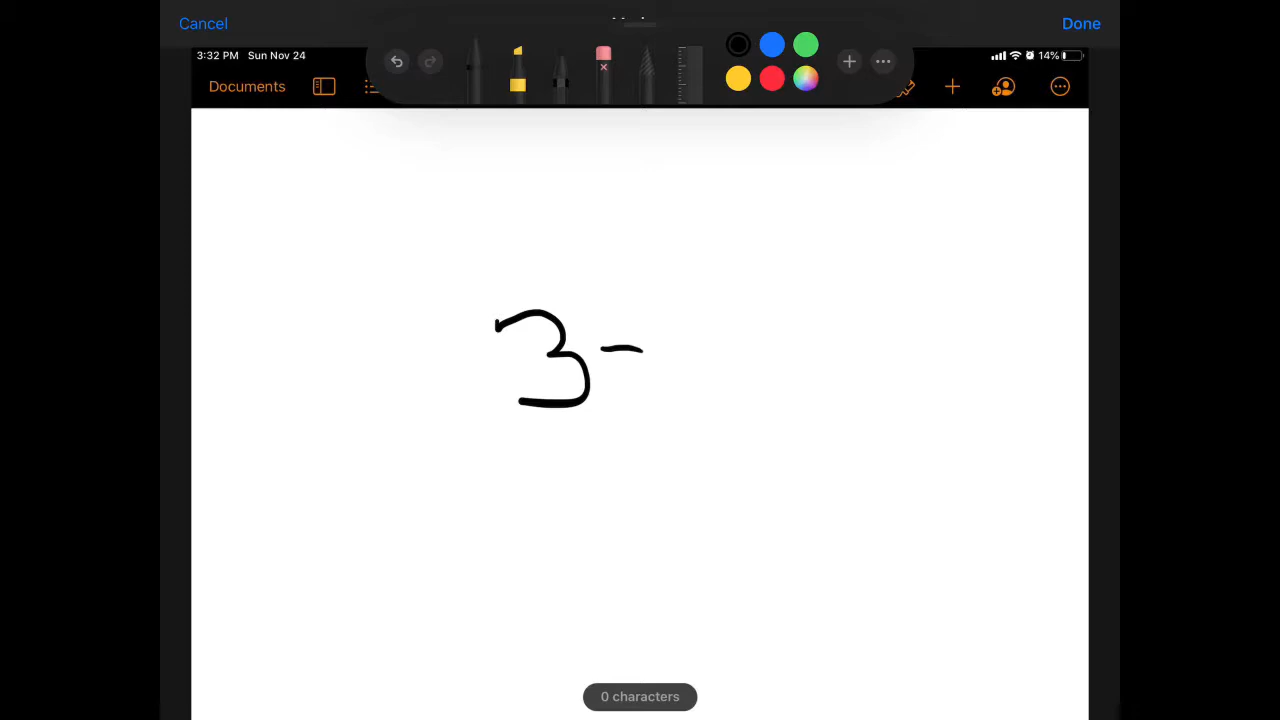 Cancel
Done
3:32 PM Sun Nov 24
14%
Documents
3-
0 characters